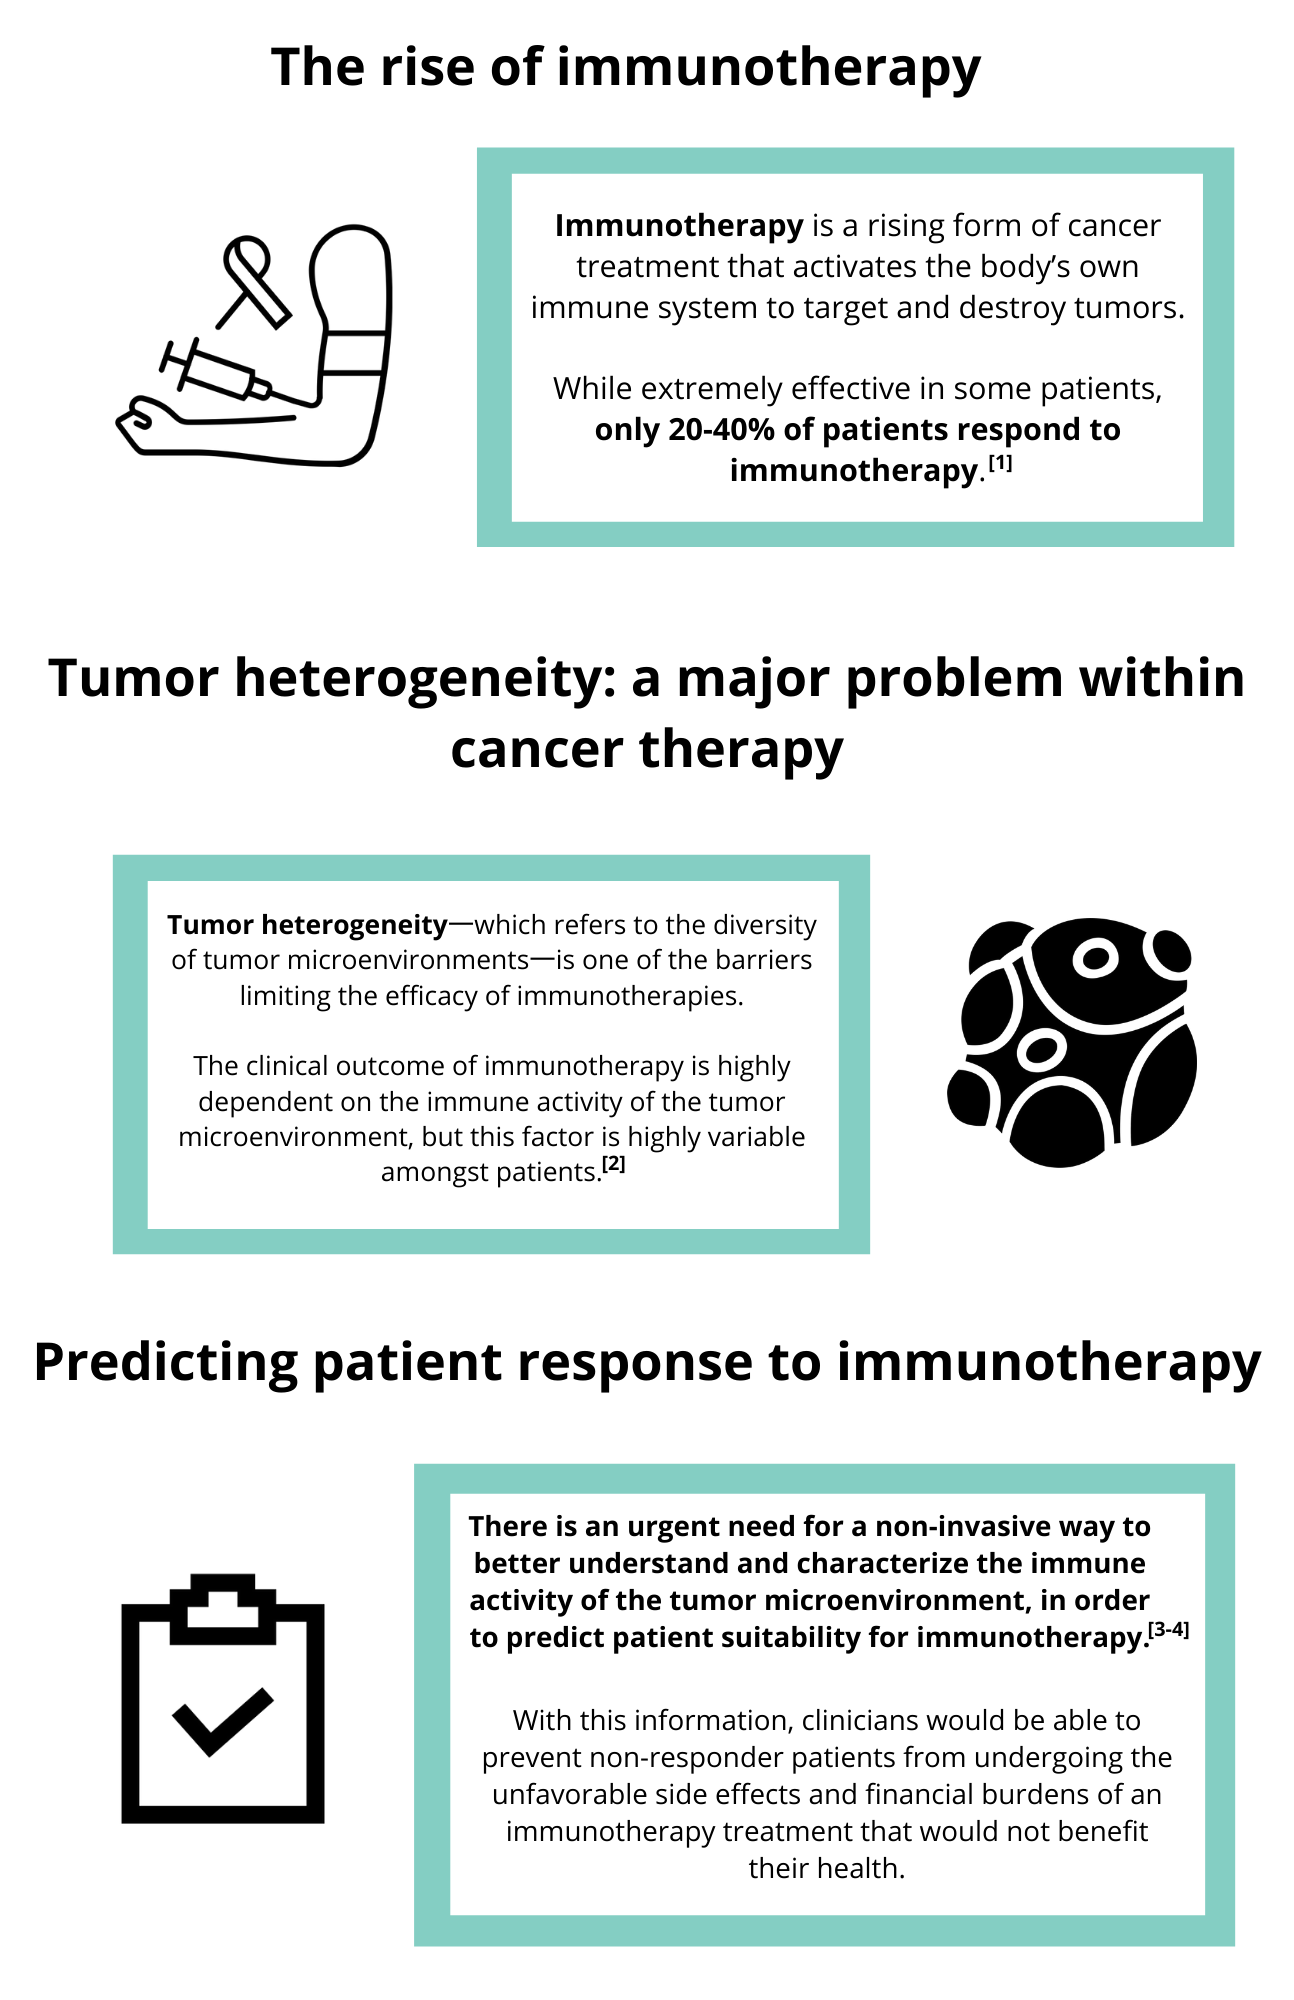 The rise of immunotherapy
Immunotherapy is a rising form of cancer
treatment that activates the body’s own
immune system to target and destroy tumors.
While extremely effective in some patients,
only 20-40% of patients respond to
immunotherapy.[1]
Tumor heterogeneity: a major problem within
cancer therapy
Tumor heterogeneity—which refers to the diversity
of tumor microenvironments—is one of the barriers
limiting the efficacy of immunotherapies.
The clinical outcome of immunotherapy is highly
dependent on the immune activity of the tumor
microenvironment, but this factor is highly variable
amongst patients.[2]
Predicting patient response to immunotherapy
There is an urgent need for a non-invasive way to
better understand and characterize the immune
activity of the tumor microenvironment, in order
to predict patient suitability for immunotherapy.[3-4]
With this information, clinicians would be able to
prevent non-responder patients from undergoing the
unfavorable side effects and financial burdens of an
immunotherapy treatment that would not benefit
their health.